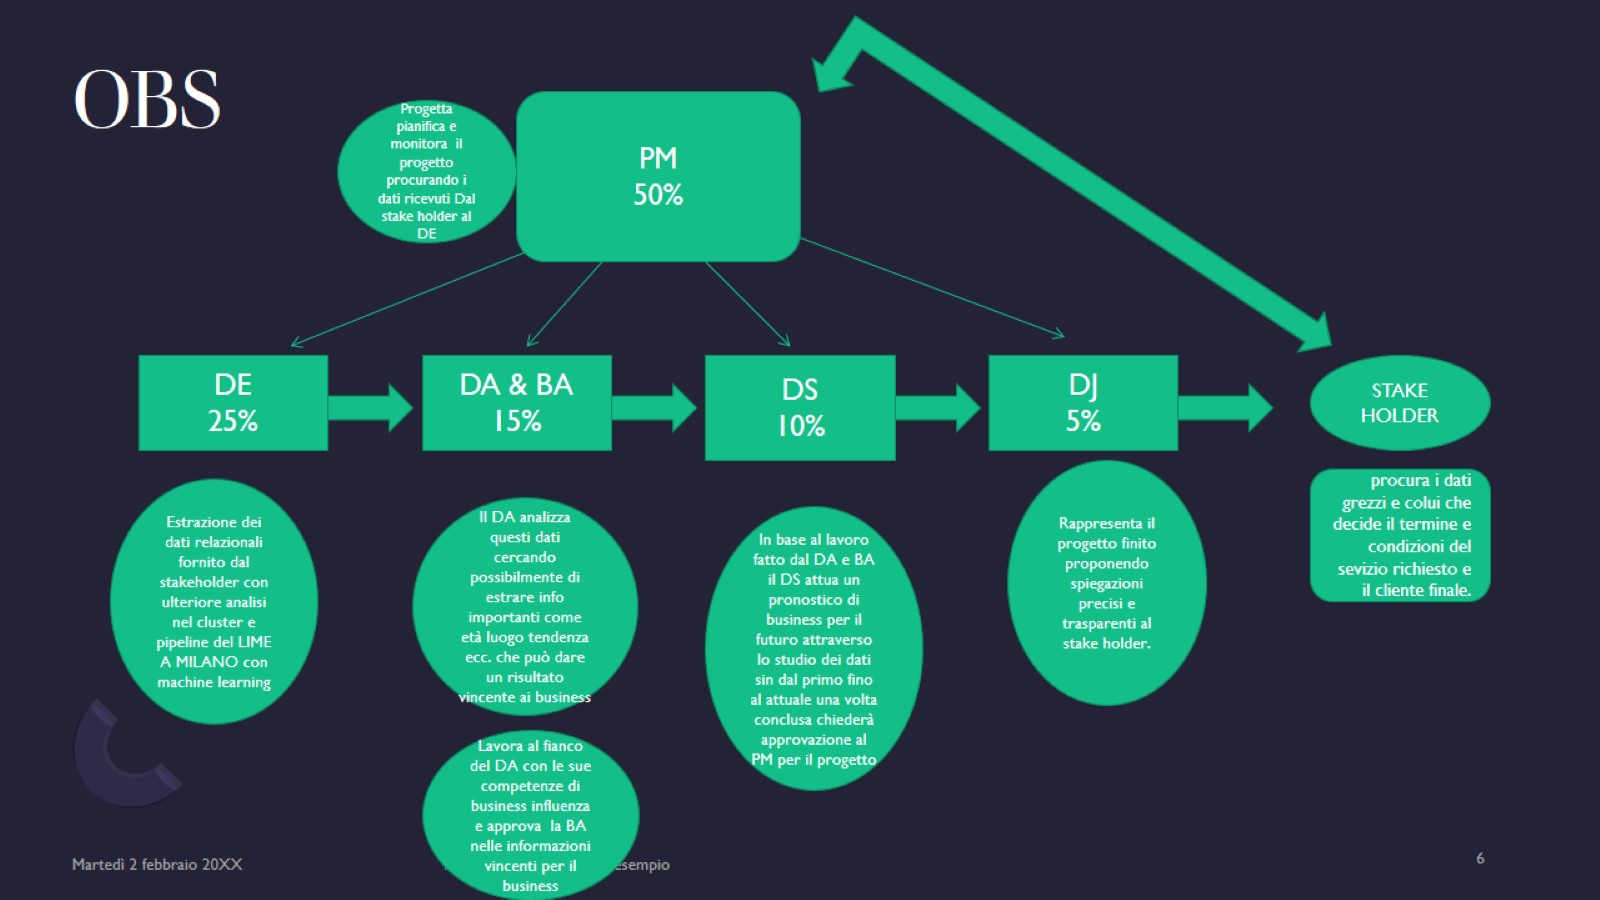 OBS
Progetta
pianifica e
monitora il
progetto
procurando i
dati ricevuti Dal
stake holder al
DE
PM
50%
DE
25%
DA & BA
15%
DS
10%
DJ
5%
STAKE
HOLDER
Estrazione dei
dati relazionali
fornito dal
stakeholder con
ulteriore analisi
nel cluster e
pipeline del LIME
A MILANO con
machine learning
Il DA analizza
questi dati
cercando
possibilmente di
estrare info
importanti come
età luogo tendenza
ecc. che può dare
un risultato
vincente ai business
Lavora al fianco
del DA con le sue
competenze di
business influenza
e approva la BA
nelle informazioni
vincenti per il
business
In base al lavoro
fatto dal DA e BA
il DS attua un
pronostico di
business per il
futuro attraverso
lo studio dei dati
sin dal primo fino
al attuale una volta
conclusa chiederà
approvazione al
PM per il progetto
Rappresenta il
progetto finito
proponendo
spiegazioni
precisi e
trasparenti al
stake holder.
procura i dati
grezzi e colui che
decide il termine e
condizioni del
sevizio richiesto e
il cliente finale.
Martedì 2 febbraio 20XX
esempio
6